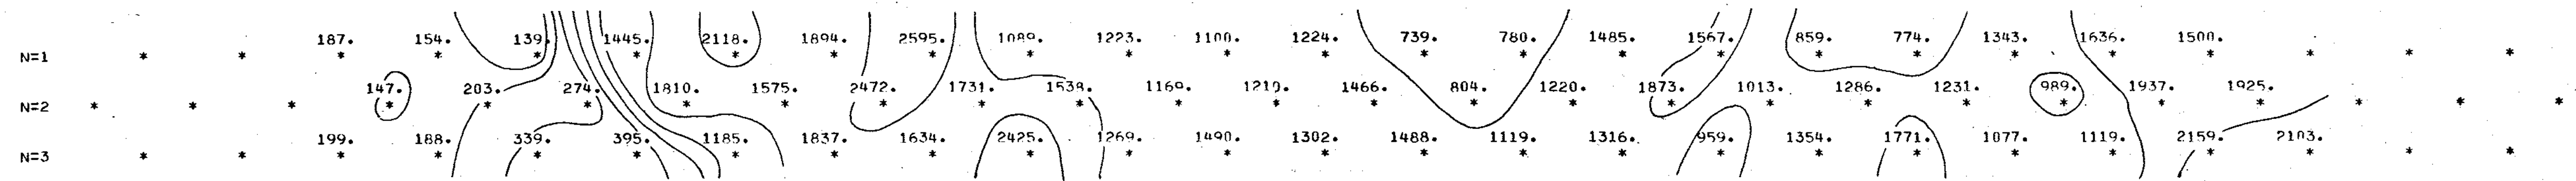 187. 154. 139. 1445. 2118. 1894. 2595. 1089. 1223. 1100. 1224. 739. 780. 1485. 1567. 859. 774. 1343. 1636. 1500.
N=1 * * * * * * * * * * * * * * * * * * * * * * * * *
147. 203. 274. 1810. 1575. 2472. 1731. 1538. 1169. 1210. 1466. 804. 1220. 1873. 1013. 1286. 1231. 989. 1937. 1925.
N=2 * * * * * * * * * * * * * * * * * * * * * * * * * *
199. 188. 339. 395. 1185. 1837. 1634. 2425. 1269. 1490. 1302. 1488. 1119. 1316. 959. 1354. 1771. 1077. 1119. 2159. 2103.
N=3 * * * * * * * * * * * * * * * * * * * * * * * * *